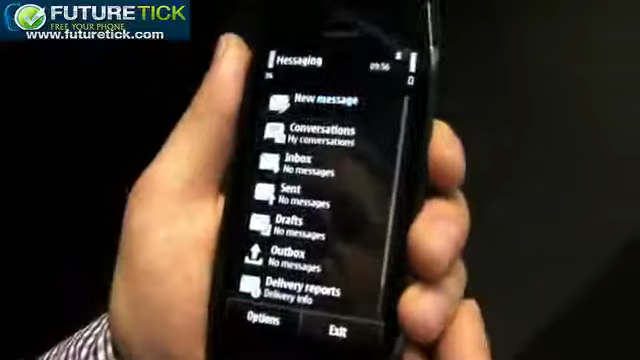 FUTURETICK
FREE YOUR PHONE
www.futuretick.com
Messaging
09:56
New message
Conversations
My conversations
Inbox
No messages
Sent
No messages
Drafts
No messages
Outbox
No messages
Delivery reports
Delivery info
Options
Exit